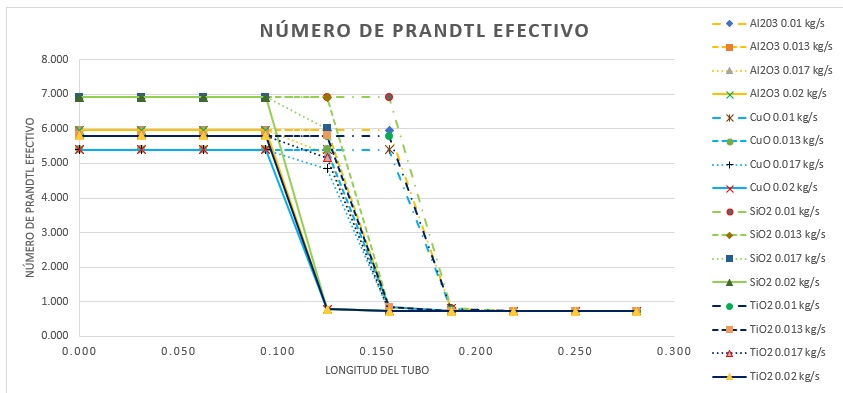 NÚMERO DE PRANDTL EFECTIVO
NÚMERO DE PRANDTL EFECTIVO
8.000
7.000
6.000
5.000
4.000
3.000
2.000
1.000
0.000
0.000 0.050 0.100 0.150 0.200 0.250 0.300
LONGITUD DEL TUBO
Al2O3 0.01 kg/s
Al2O3 0.013 kg/s
Al2O3 0.017 kg/s
Al2O3 0.02 kg/s
CuO 0.01 kg/s
CuO 0.013 kg/s
CuO 0.017 kg/s
CuO 0.02 kg/s
SiO2 0.01 kg/s
SiO2 0.013 kg/s
SiO2 0.017 kg/s
SiO2 0.02 kg/s
TiO2 0.01 kg/s
TiO2 0.013 kg/s
TiO2 0.017 kg/s
TiO2 0.02 kg/s